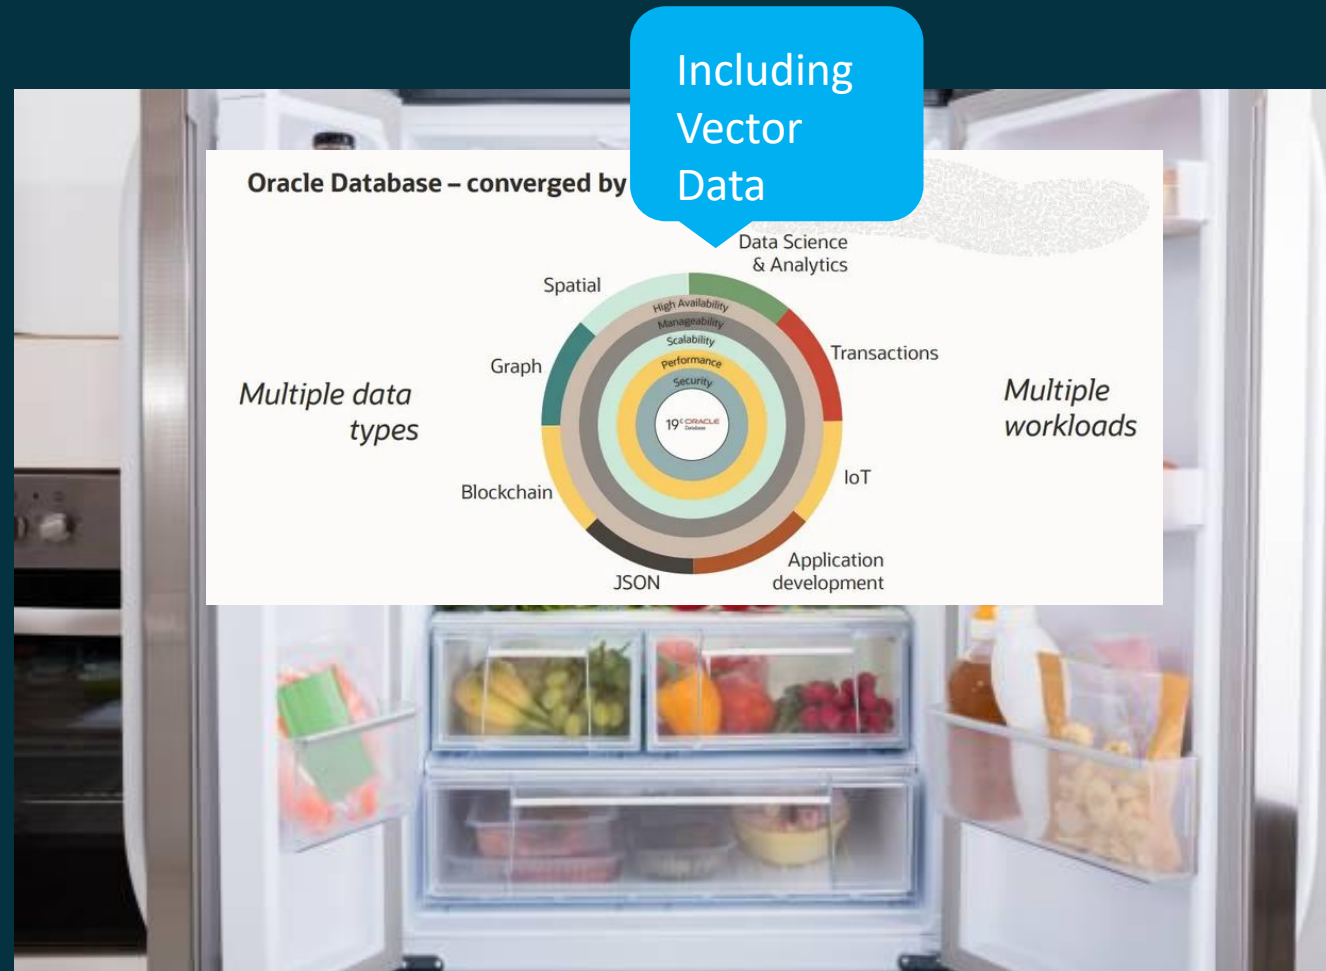 Including
Vector
Data
Oracle Database – converged by
Data Science
& Analytics
Spatial
High Availability
Manageability
Scalability
Transactions
Graph
Performance
Security
Multiple data
types
Multiple
workloads
19c ORACLE
Database
IoT
Blockchain
Application
development
JSON